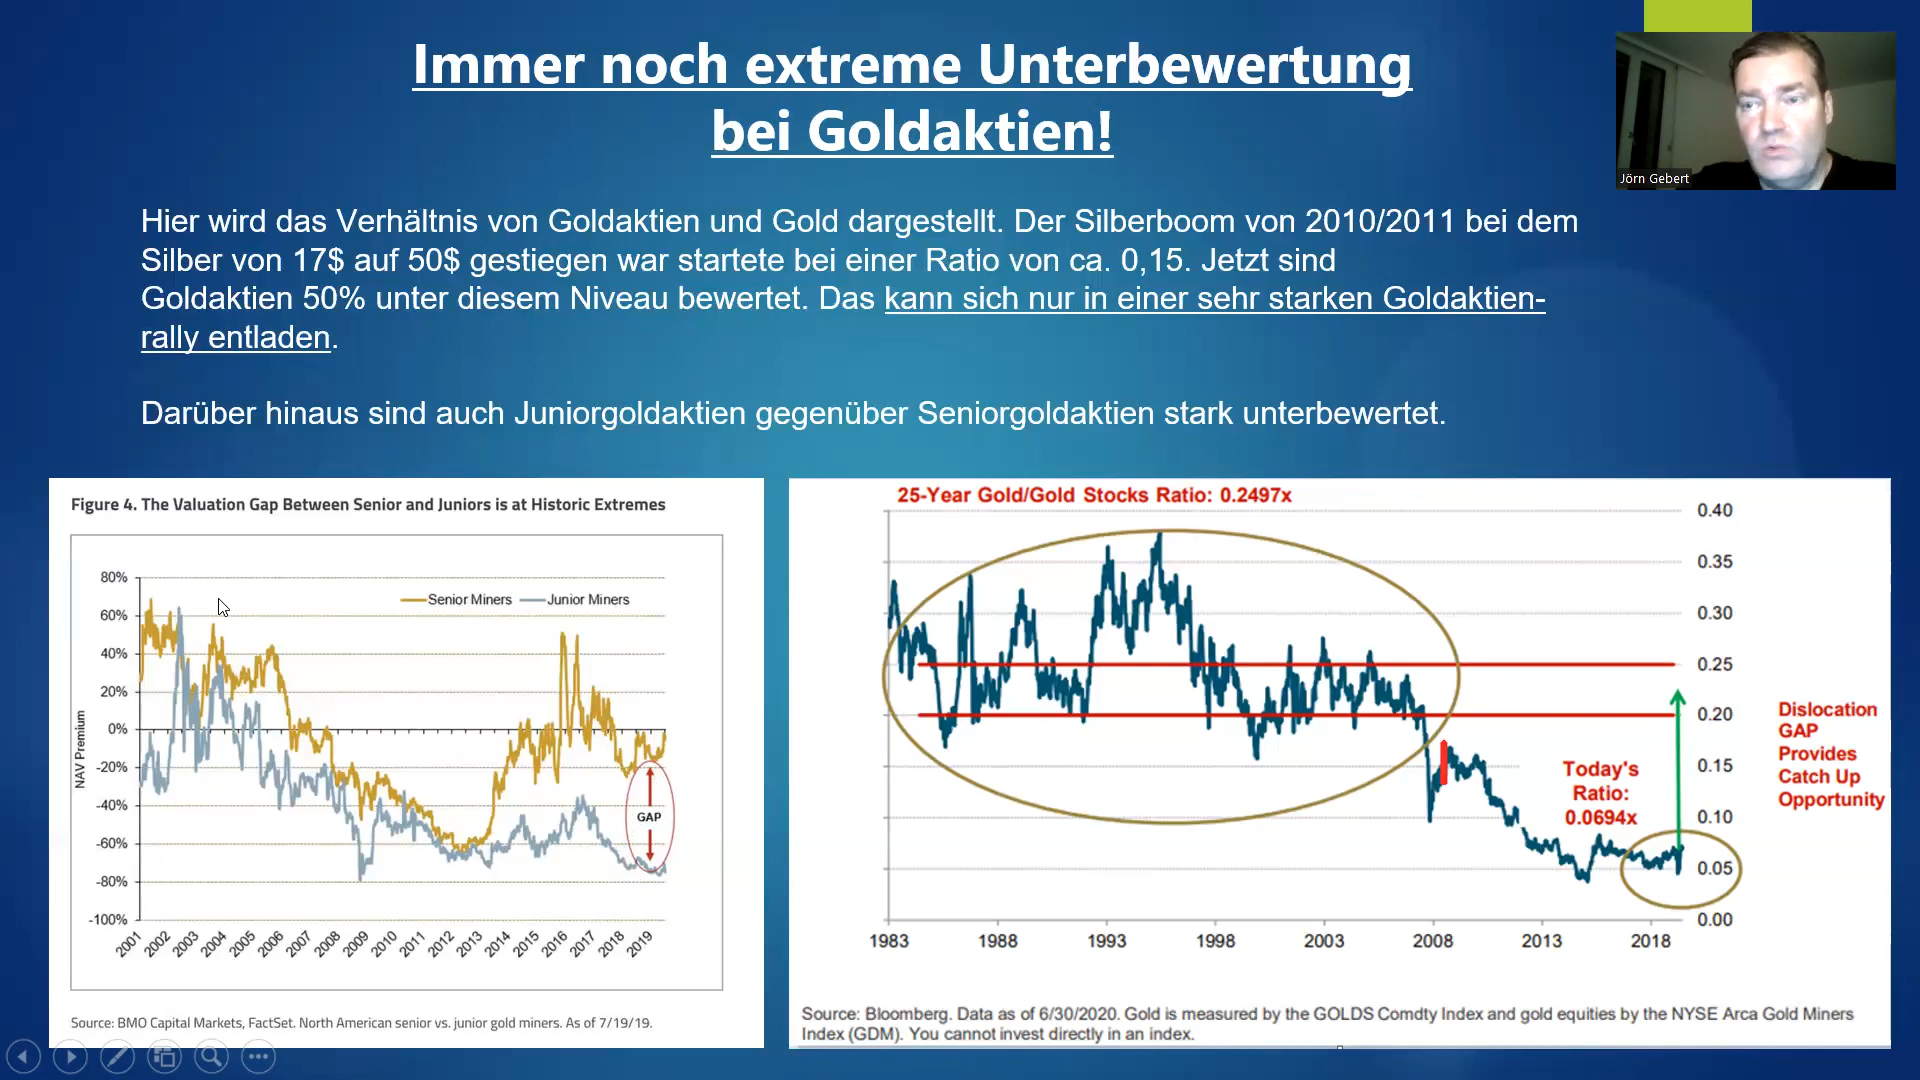 Immer noch extreme Unterbewertung
bei Goldaktien!
Jörn Gebert
Hier wird das Verhältnis von Goldaktien und Gold dargestellt. Der Silberboom von 2010/2011 bei dem
Silber von 17$ auf 50$ gestiegen war startete bei einer Ratio von ca. 0,15. Jetzt sind
Goldaktien 50% unter diesem Niveau bewertet. Das kann sich nur in einer sehr starken Goldaktien-
rally entladen.
Darüber hinaus sind auch Juniorgoldaktien gegenüber Seniorgoldaktien stark unterbewertet.
Figure 4. The Valuation Gap Between Senior and Juniors is at Historic Extremes
80%
60%
40%
20%
0%
-20%
-40%
-60%
-80%
-100%
NAV Premium
Senior Miners
Junior Miners
GAP
2001
2002
2003
2004
2005
2006
2007
2008
2009
2010
2011
2012
2013
2014
2015
2016
2017
2018
2019
Source: BMO Capital Markets, FactSet. North American senior vs. junior gold miners. As of 7/19/19.
25-Year Gold/Gold Stocks Ratio: 0.2497x
0.40
0.35
0.30
0.25
0.20
0.15
0.10
0.05
0.00
Today's
Ratio:
0.0694x
Dislocation
GAP
Provides
Catch Up
Opportunity
1983
1988
1993
1998
2003
2008
2013
2018
Source: Bloomberg. Data as of 6/30/2020. Gold is measured by the GOLDS Comdty Index and gold equities by the NYSE Arca Gold Miners
Index (GDM). You cannot invest directly in an index.